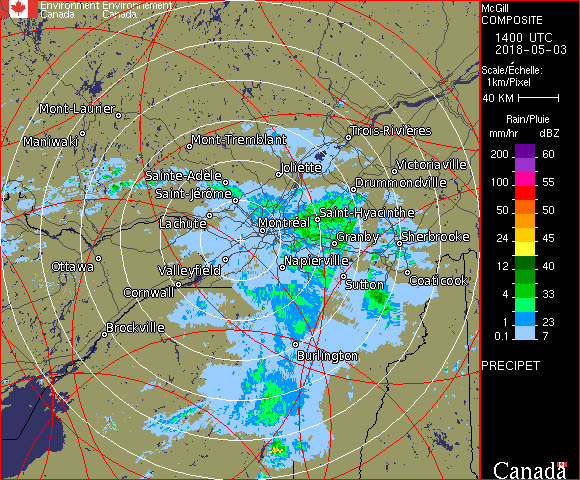 Environment Environnement
Canada Canada
McGill
COMPOSITE
1400 UTC
2018-05-03
Scale/Échelle:
1km/Pixel
40 KM
Rain/Pluie
mm/hr dBZ
200 60
100 55
50 50
24 45
12 40
4 33
1 23
0.1 7
PRECIPET
Canada
Mont-Laurier
Maniwaki
Mont-Tremblant
Trois-Rivières
Joliette
Victoriaville
Sainte-Adèle
Drummondville
Saint-Jérôme
Saint-Hyacinthe
Lachute
Montréal
Granby
Sherbrooke
Ottawa
Valleyfield
Napierville
Sutton
Coaticook
Cornwall
Brockville
Burlington